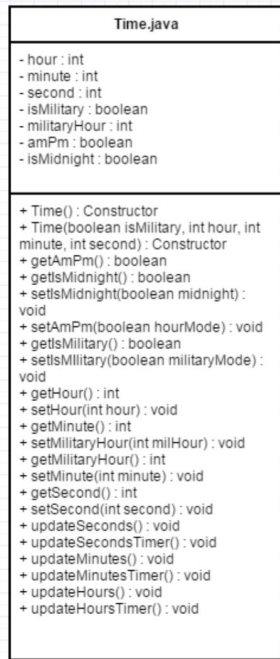 Time.java
- hour : int
- minute : int
- second : int
- isMilitary : boolean
- militaryHour : int
- amPm : boolean
- isMidnight : boolean
+ Time() : Constructor
+ Time(boolean isMilitary, int hour, int
minute, int second) : Constructor
+ getAmPm() : boolean
+ getIsMidnight() : boolean
+ setIsMidnight(boolean midnight) :
void
+ setAmPm(boolean hourMode) : void
+ getIsMilitary() : boolean
+ setIsMIlitary(boolean militaryMode) :
void
+ getHour() : int
+ setHour(int hour) : void
+ getMinute() : int
+ setMilitaryHour(int milHour) : void
+ getMilitaryHour() : int
+ setMinute(int minute) : void
+ getSecond() : int
+ setSecond(int second) : void
+ updateSeconds() : void
+ updateSecondsTimer() : void
+ updateMinutes() : void
+ updateMinutesTimer() : void
+ updateHours() : void
+ updateHoursTimer() : void